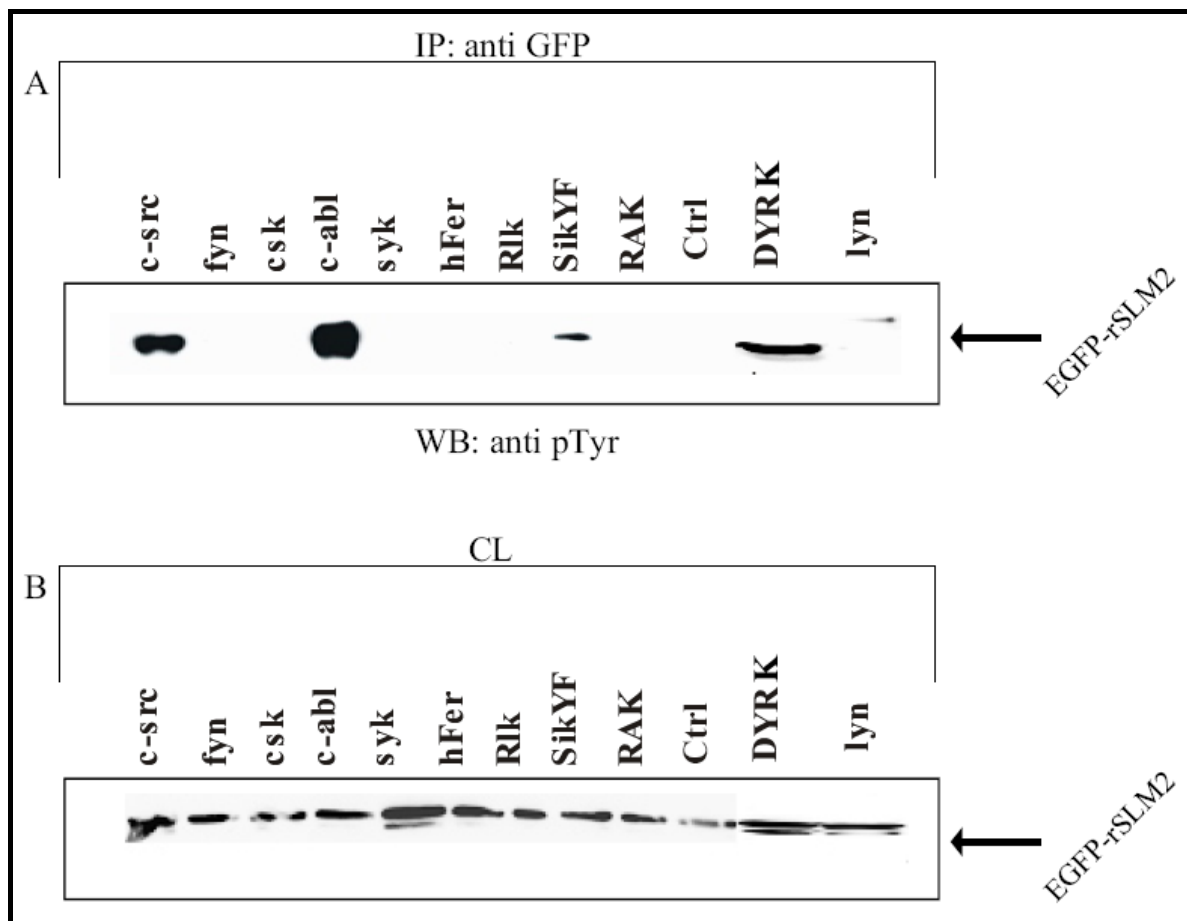 IP: anti GFP
A
c-src fyn csk c-abl syk hFer Rlk SikYF RAK Ctrl DYRK lyn
EGFP-rSLM2
WB: anti pTyr
CL
B
c-src fyn csk c-abl syk hFer Rlk SikYF RAK Ctrl DYRK lyn
EGFP-rSLM2